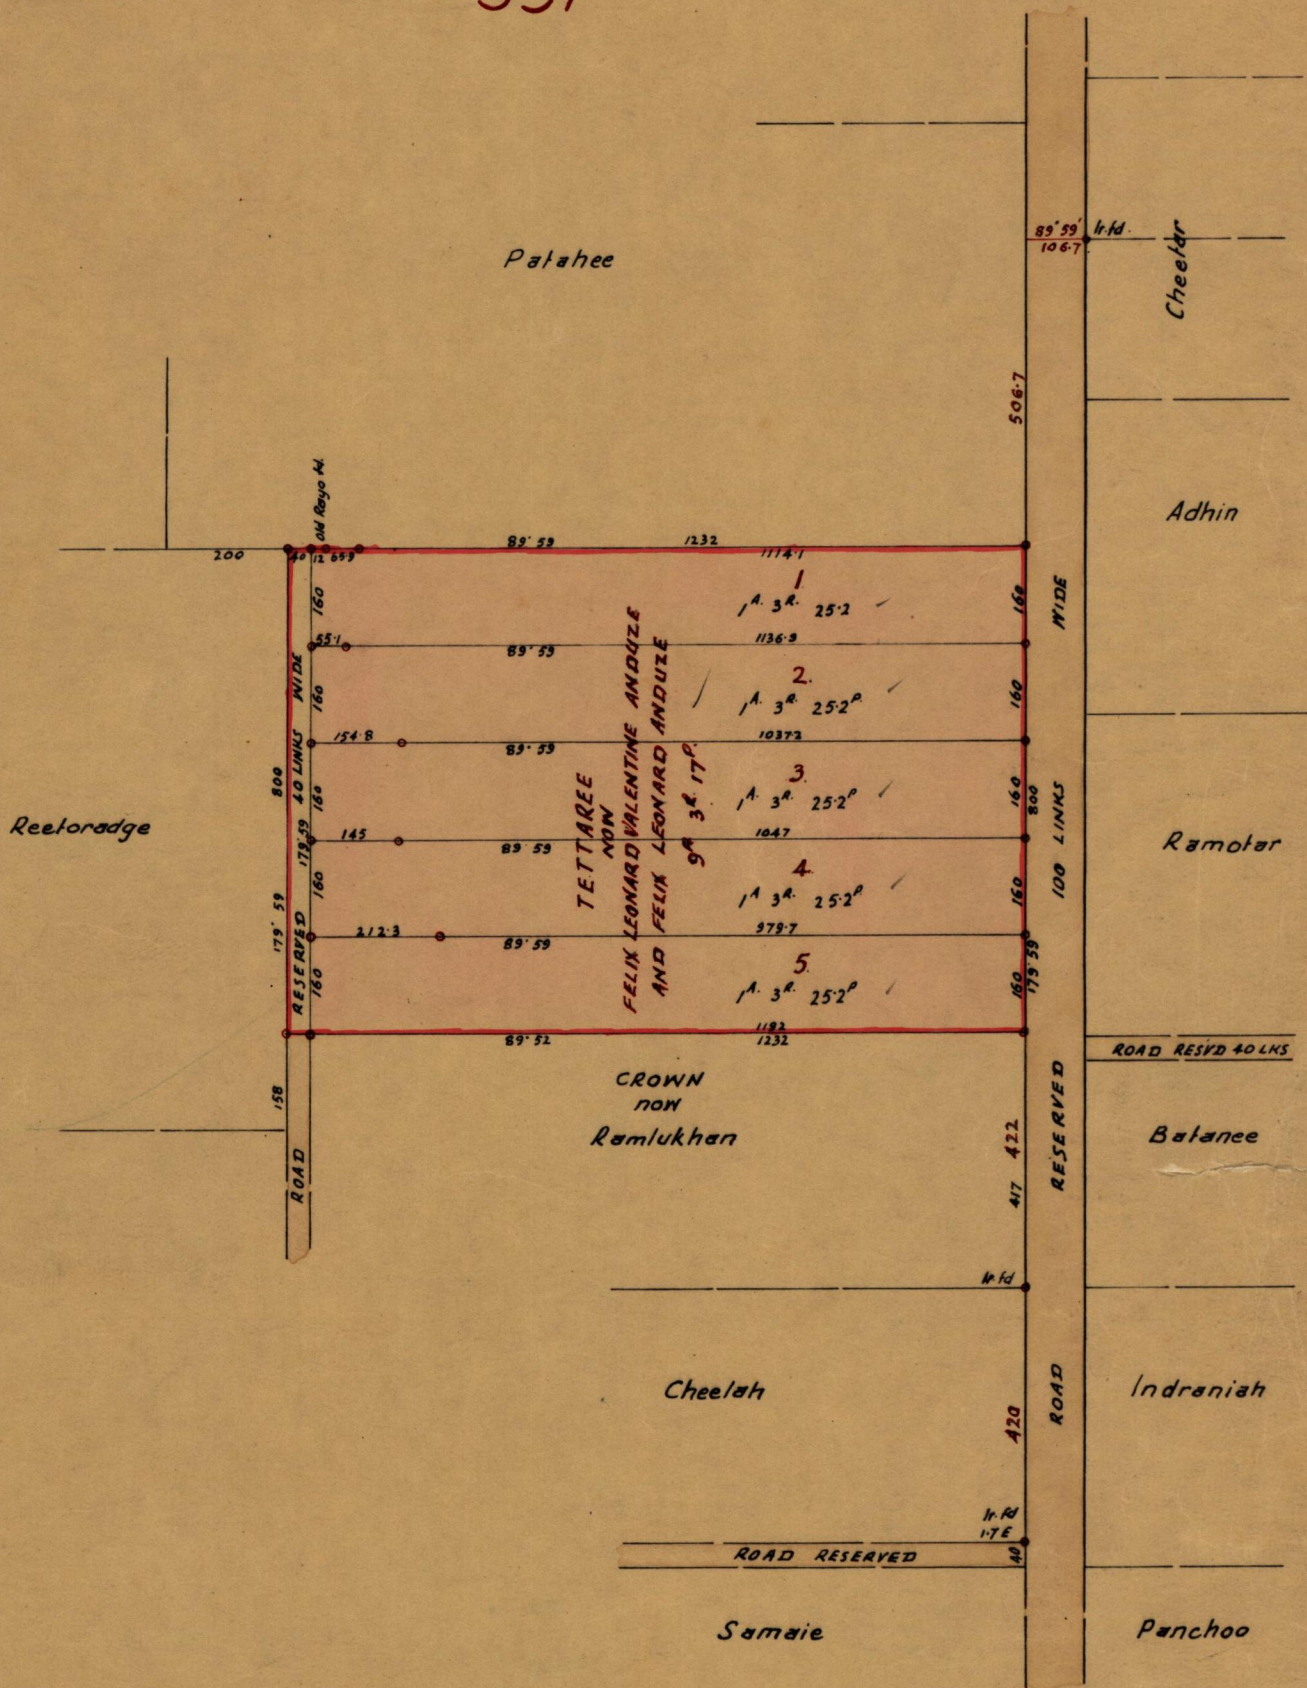 Patahee
89° 59'
106.7
Ir. fd.
Cheetar
506.7
Adhin
Old Rayo fd.
200
40
12
65.9
89° 59
1232
1114.1
1
1A. 3R. 25.2
160
160
55.1
89° 59
1136.9
2.
1A. 3R. 25.2P.
160
160
154.8
89° 59
1037.2
3.
1A. 3R. 25.2P
160
160
145
89° 59
1047
4.
1A 3R. 25.2P
160
160
212.3
89° 59
979.7
5.
1A. 3R. 25.2P
160
160
89° 52
1192
1232
TETTAREE
NOW
FELIX LEONARD VALENTINE ANDUZE
AND FELIX LEONARD ANDUZE
9A 3R. 17P.
Reetoradge
800
179° 59
ROAD RESERVED 40 LINKS WIDE
179° 59
800
179° 59
ROAD RESERVED 100 LINKS WIDE
Ramotar
ROAD RESVD 40 LKS
158
CROWN
now
Ramlukhan
422
417
Batanee
Ir. fd
Cheelah
420
Indraniah
Ir. Fd
1.7 E
40
ROAD RESERVED
Samaie
Panchoo